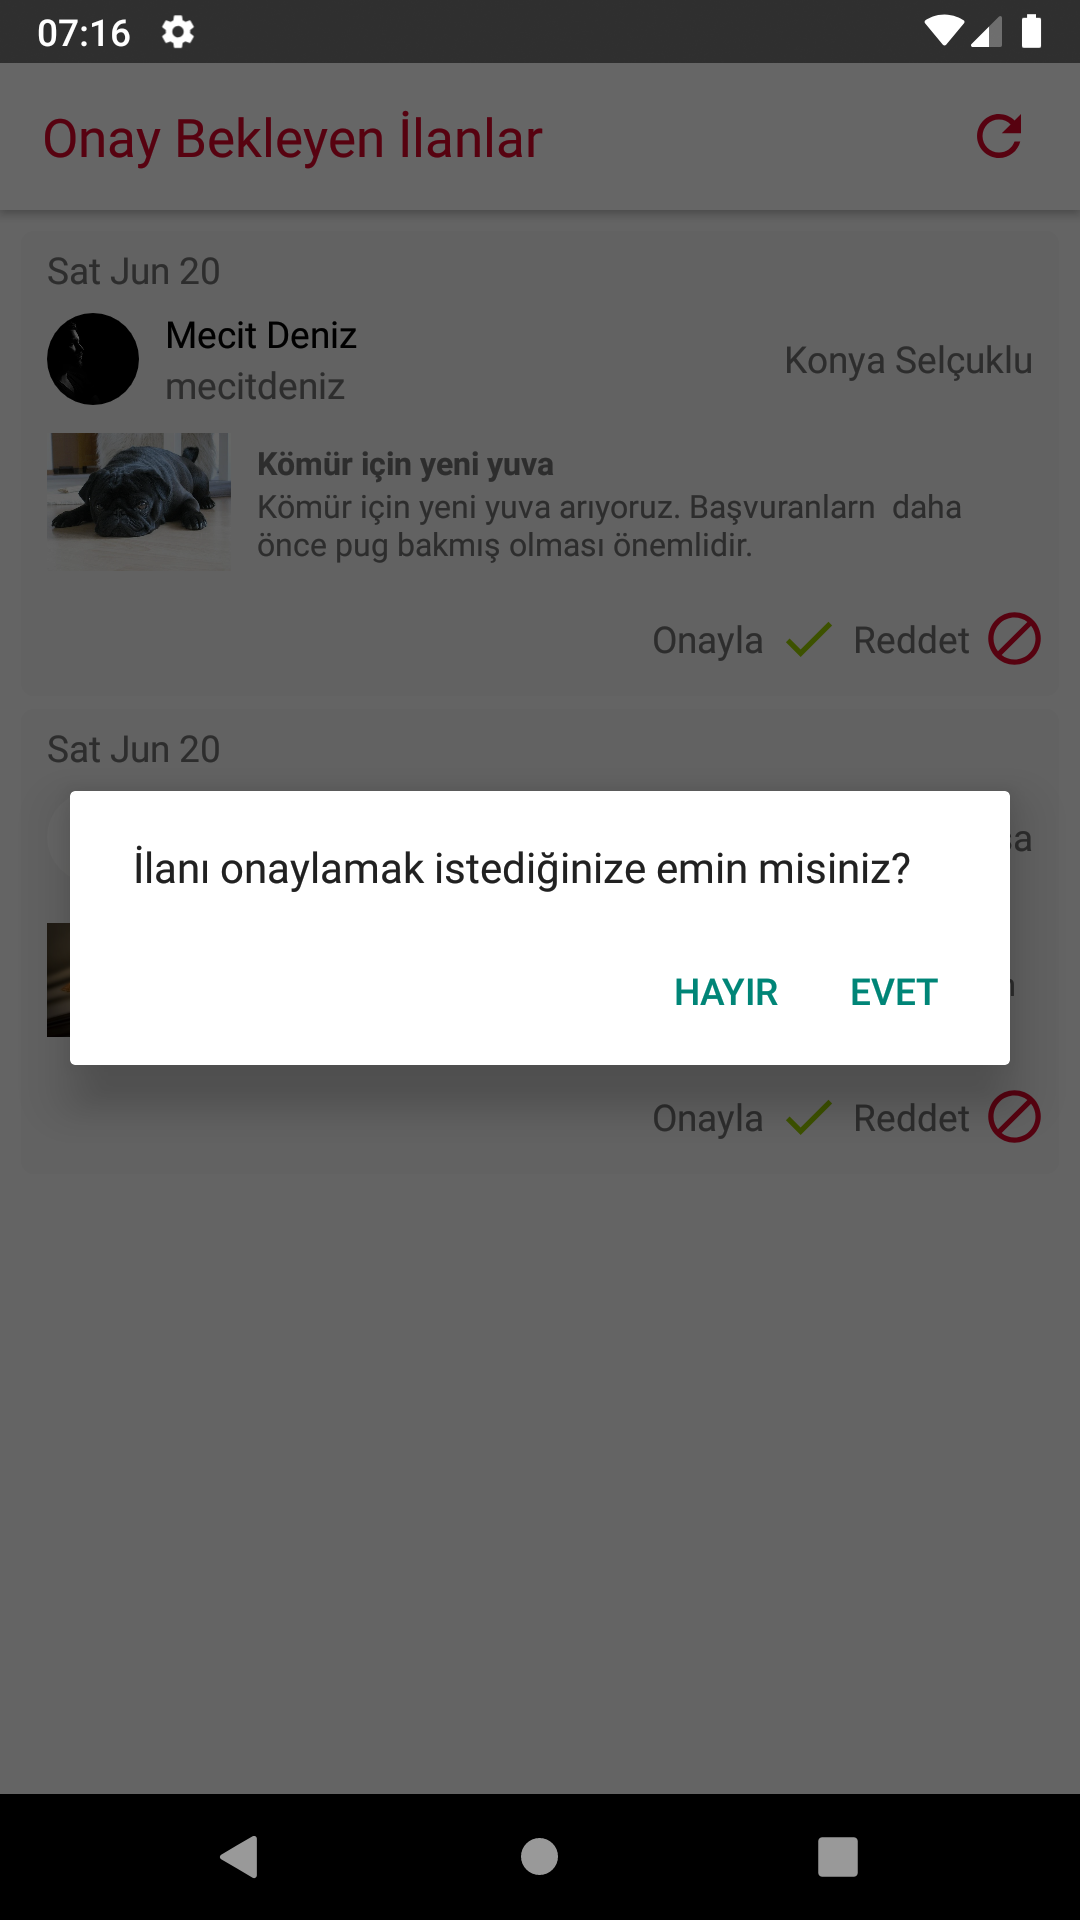 07:16
Onay Bekleyen İlanlar
Sat Jun 20
Mecit Deniz
mecitdeniz
Konya Selçuklu
Kömür için yeni yuva
Kömür için yeni yuva arıyoruz. Başvuranlarn  daha
önce pug bakmış olması önemlidir.
Onayla
Reddet
Sat Jun 20
İlanı onaylamak istediğinize emin misiniz?
HAYIR
EVET
Onayla
Reddet